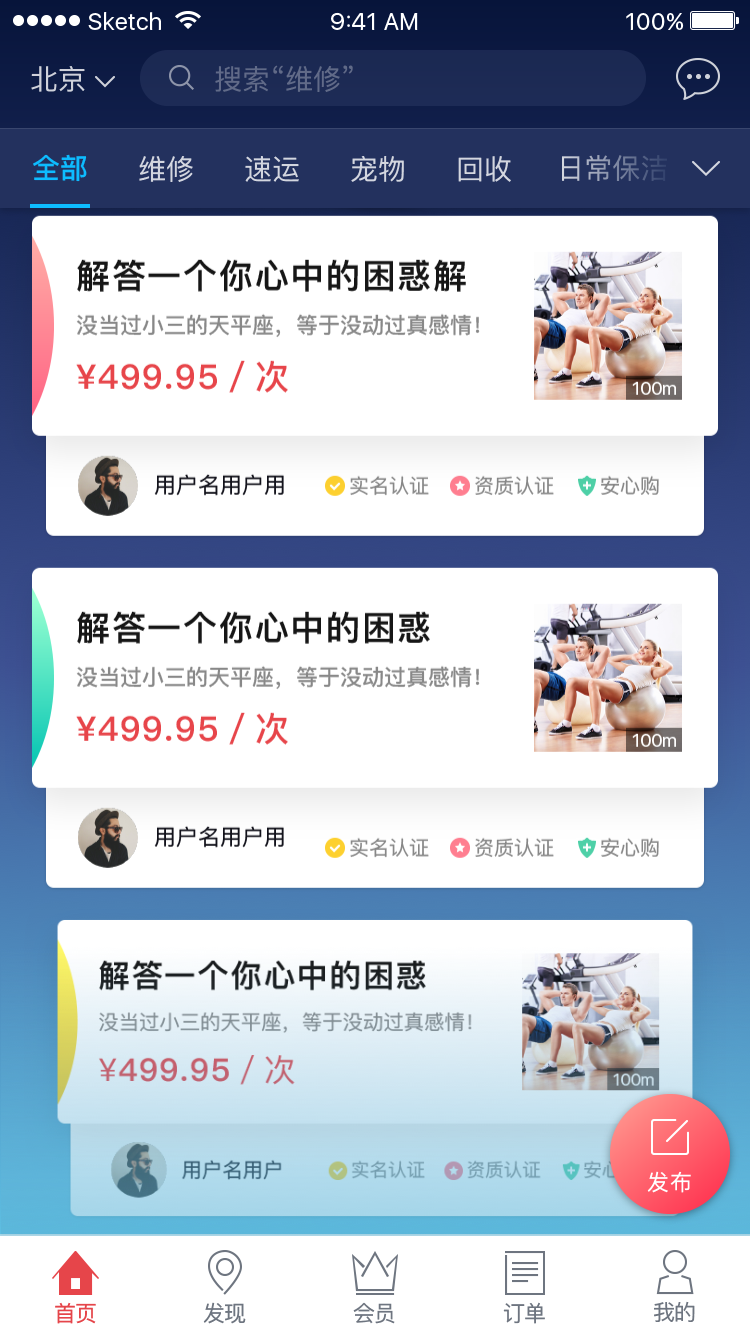 Sketch 9:41 AM 100%
北京 搜索“维修”
全部 维修 速运 宠物 回收 日常保洁
解答一个你心中的困惑解
没当过小三的天平座，等于没动过真感情！
¥499.95 / 次
100m
用户名用户用 实名认证 资质认证 安心购
解答一个你心中的困惑
没当过小三的天平座，等于没动过真感情！
¥499.95 / 次
100m
用户名用户用 实名认证 资质认证 安心购
解答一个你心中的困惑
没当过小三的天平座，等于没动过真感情！
¥499.95 / 次
100m
用户名用户 实名认证 资质认证 安心
发布
首页 发现 会员 订单 我的